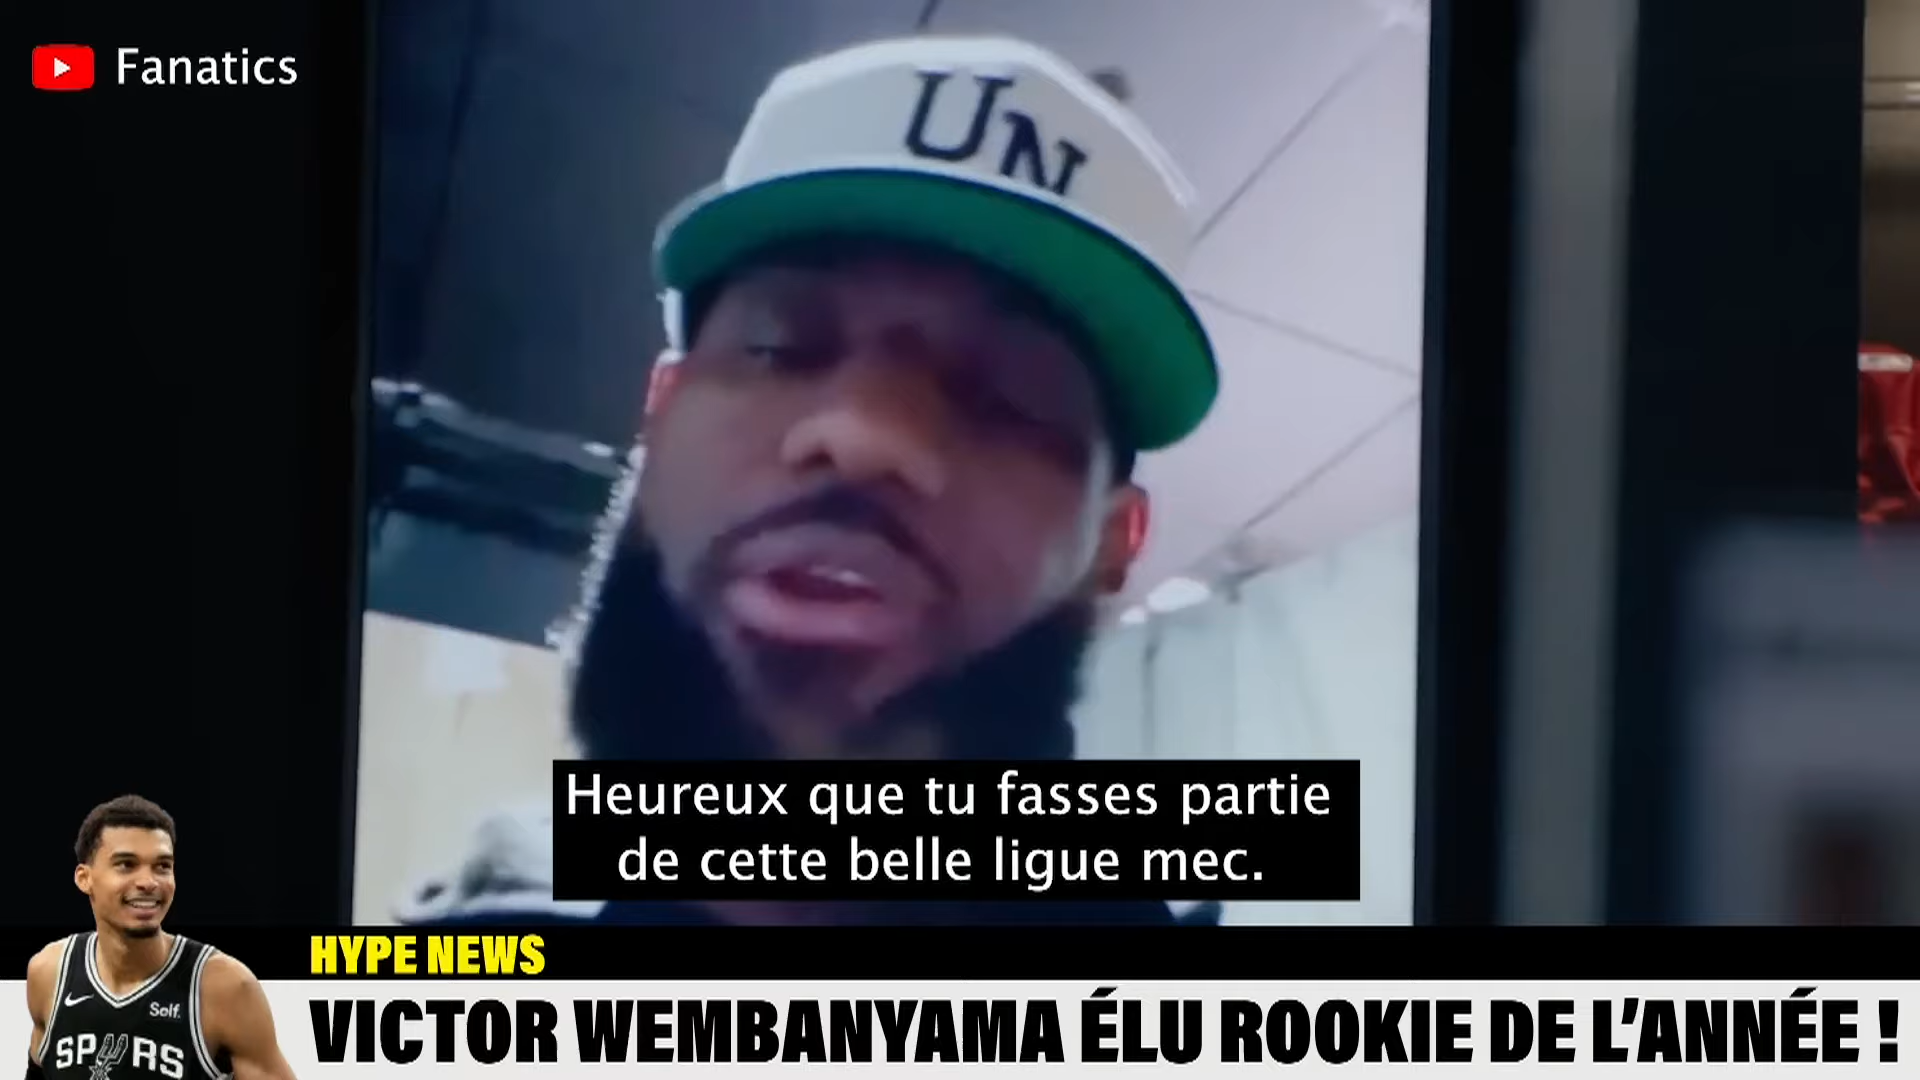 Fanatics
UN
Heureux que tu fasses partie
de cette belle ligue mec.
HYPE NEWS
VICTOR WEMBANYAMA ÉLU ROOKIE DE L'ANNÉE !
Self.
SPURS